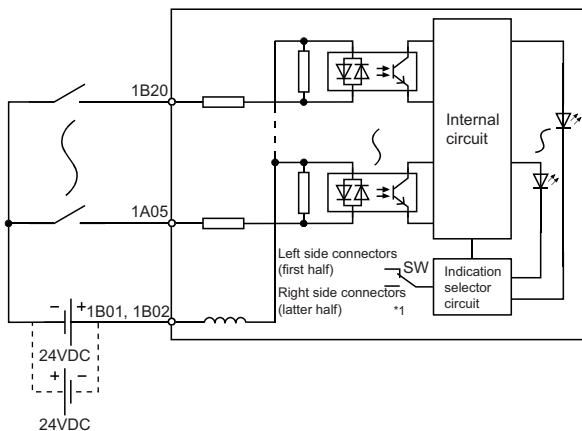 1B20
Internal
circuit
1A05
Left side connectors
(first half)
SW
Right side connectors
(latter half)
*1
Indication
selector
circuit
− +
1B01, 1B02
24VDC
+ −
24VDC